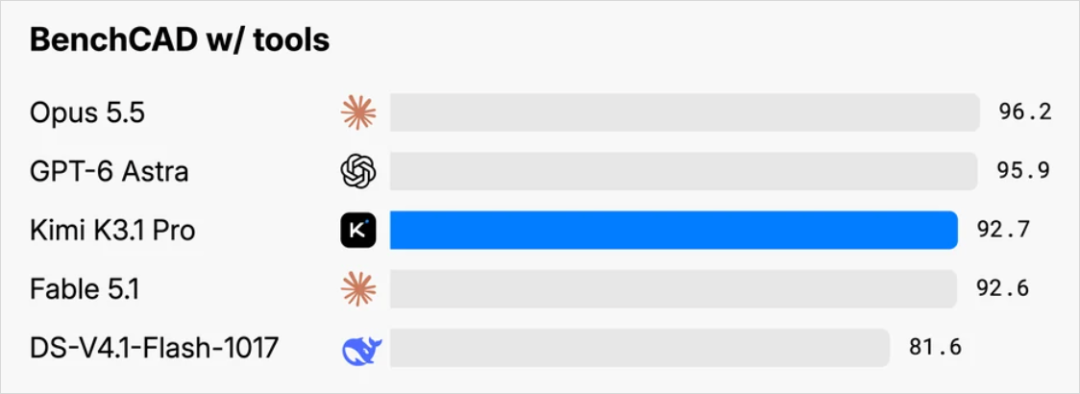 BenchCAD w/ tools
Opus 5.5 96.2
GPT-6 Astra 95.9
Kimi K3.1 Pro K 92.7
Fable 5.1 92.6
DS-V4.1-Flash-1017 81.6